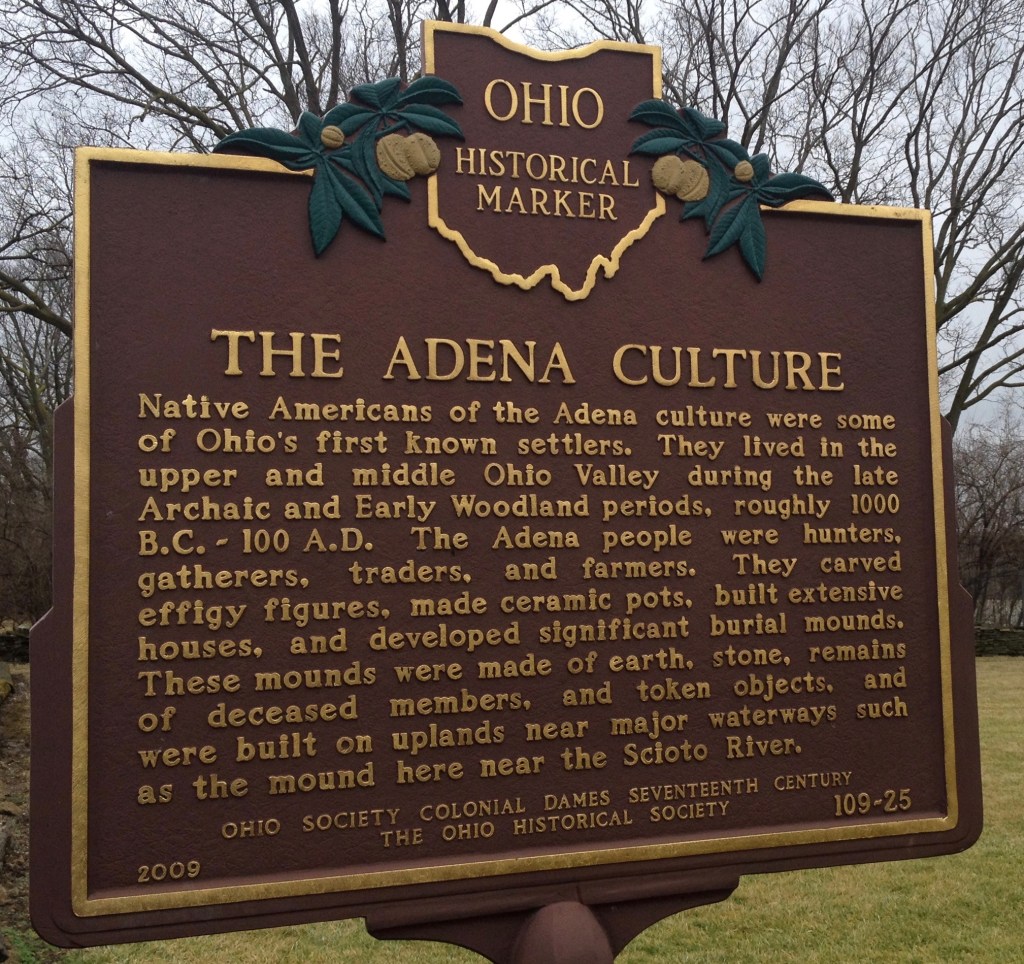 OHIO
HISTORICAL
MARKER
THE ADENA CULTURE
Native Americans of the Adena culture were some
of Ohio's first known settlers. They lived in the
upper and middle Ohio Valley during the late
Archaic and Early Woodland periods, roughly 1000
B.C. - 100 A.D. The Adena people were hunters,
gatherers, traders, and farmers. They carved
effigy figures, made ceramic pots, built extensive
houses, and developed significant burial mounds.
These mounds were made of earth, stone, remains
of deceased members, and token objects, and
were built on uplands near major waterways such
as the mound here near the Scioto River.
OHIO SOCIETY COLONIAL DAMES SEVENTEENTH CENTURY
THE OHIO HISTORICAL SOCIETY
109-25
2009